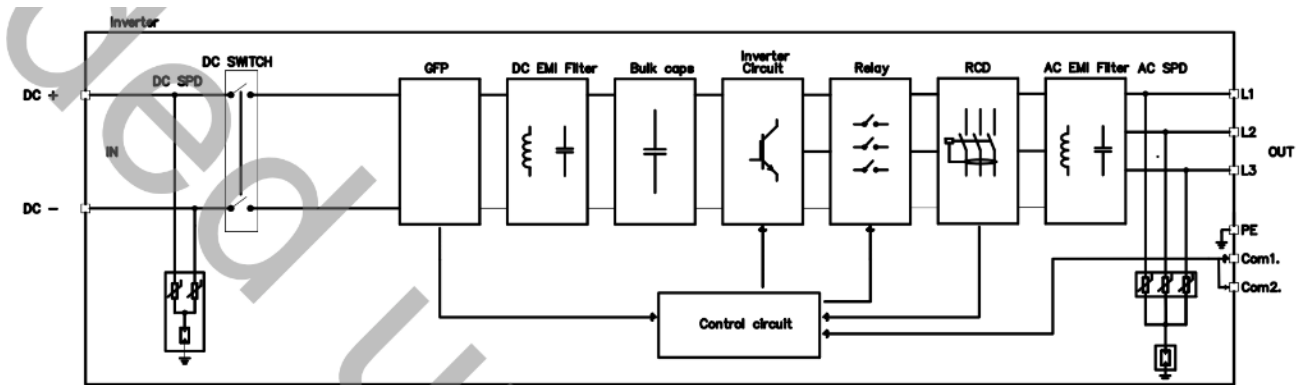 Inverter
DC SPD
DC SWITCH
GFP
DC EMI Filter
Bulk caps
Inverter
Circuit
Relay
RCD
AC EMI Filter
AC SPD
DC +
IN
DC -
L1
L2
L3
OUT
PE
Com1.
Com2.
Control circuit